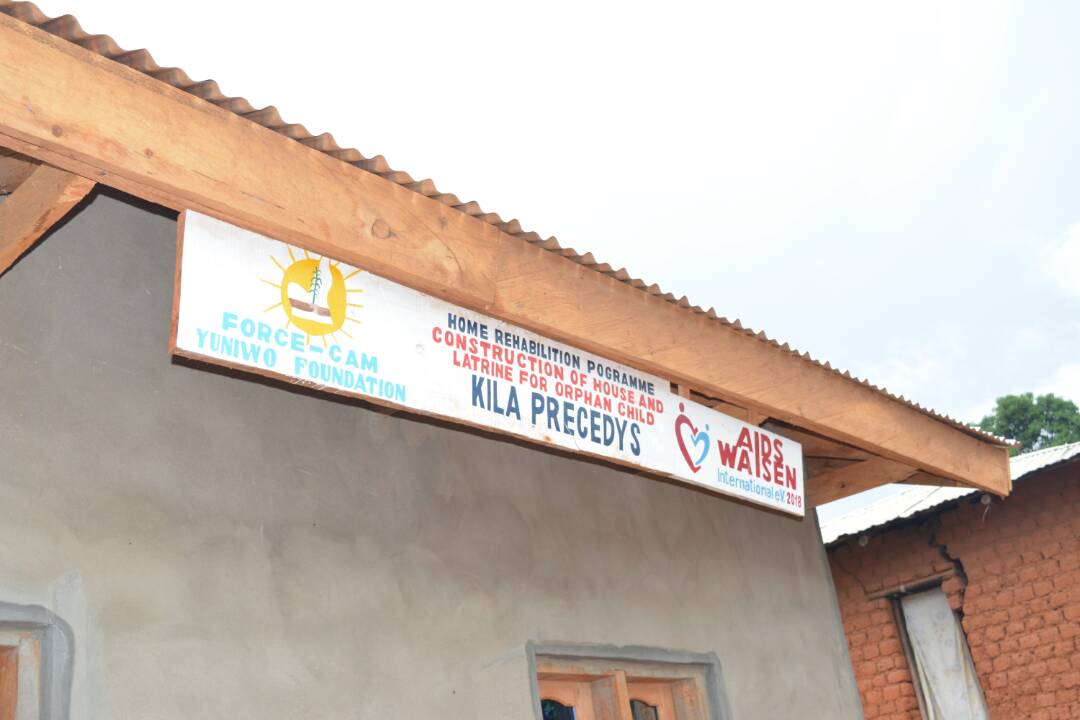 FORCE-CAM
YUNIWO FOUNDATION
HOME REHABILITION POGRAMME
CONSTRUCTION OF HOUSE AND
LATRINE FOR ORPHAN CHILD
KILA PRECEDYS
AIDS
WAISEN
International e.V. 2018